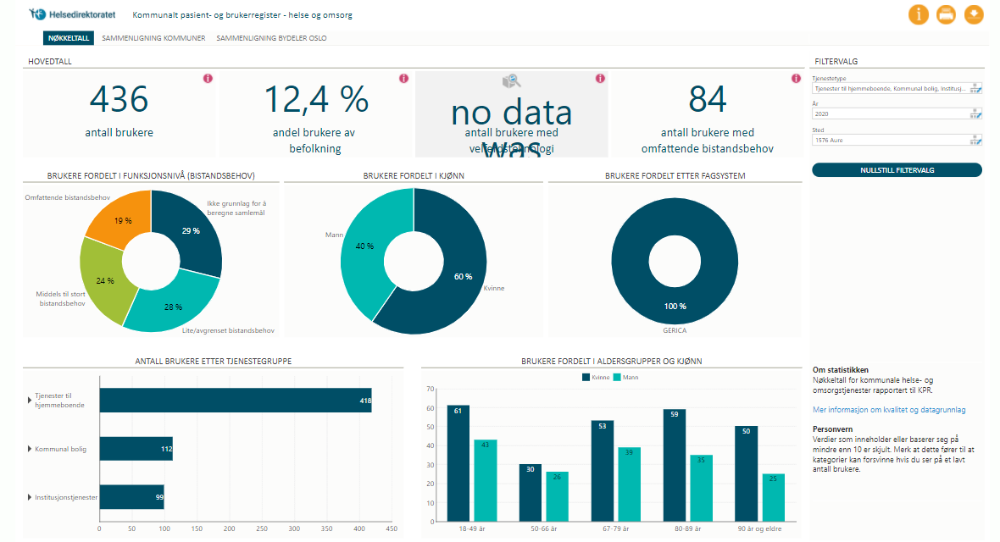 Helsedirektoratet
Kommunalt pasient- og brukerregister - helse og omsorg
NØKKELTALL
SAMMENLIGNING KOMMUNER
SAMMENLIGNING BYDELER OSLO
HOVEDTALL
436
antall brukere
12,4 %
andel brukere av
befolkning
no data
was
antall brukere med
velferdsteknologi
84
antall brukere med
omfattende bistandsbehov
FILTERVALG
Tjenestetype
Tjenester til hjemmeboende, Kommunal bolig, Institusj...
År
2020
Sted
1576 Aure
NULLSTILL FILTERVALG
BRUKERE FORDELT I FUNKSJONSNIVÅ (BISTANDSBEHOV)
Omfattende bistandsbehov
Ikke grunnlag for å
beregne samlemål
19 %
29 %
24 %
28 %
Middels til stort
bistandsbehov
Lite/avgrenset bistandsbehov
BRUKERE FORDELT I KJØNN
Mann
40 %
60 %
Kvinne
BRUKERE FORDELT ETTER FAGSYSTEM
100 %
GERICA
ANTALL BRUKERE ETTER TJENESTEGRUPPE
Tjenester til
hjemmeboende
418
Kommunal bolig
112
Institusjonstjenester
99
0 50 100 150 200 250 300 350 400 450
BRUKERE FORDELT I ALDERSGRUPPER OG KJØNN
Kvinne Mann
70
60
50
40
30
20
10
0
61
43
30
26
53
39
59
35
50
25
18-49 år
50-66 år
67-79 år
80-89 år
90 år og eldre
Om statistikken
Nøkkeltall for kommunale helse- og
omsorgstjenester rapportert til KPR.
Mer informasjon om kvalitet og datagrunnlag
Personvern
Verdier som inneholder eller baserer seg på
mindre enn 10 er skjult. Merk at dette fører til at
kategorier kan forsvinne hvis du ser på et lavt
antall brukere.